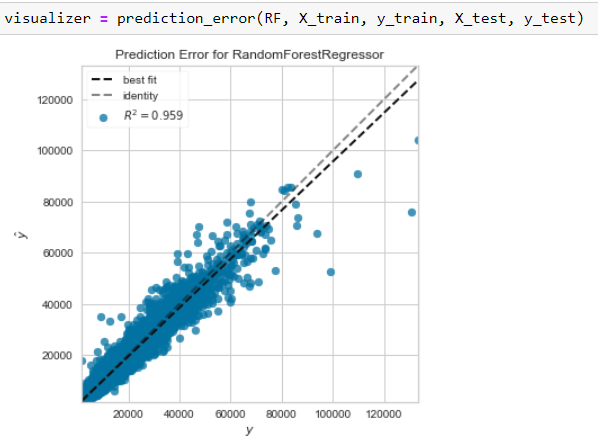 visualizer = prediction_error(RF, X_train, y_train, X_test, y_test)
Prediction Error for RandomForestRegressor
best fit
identity
R² = 0.959
120000
100000
80000
60000
40000
20000
ŷ
20000 40000 60000 80000 100000 120000
y